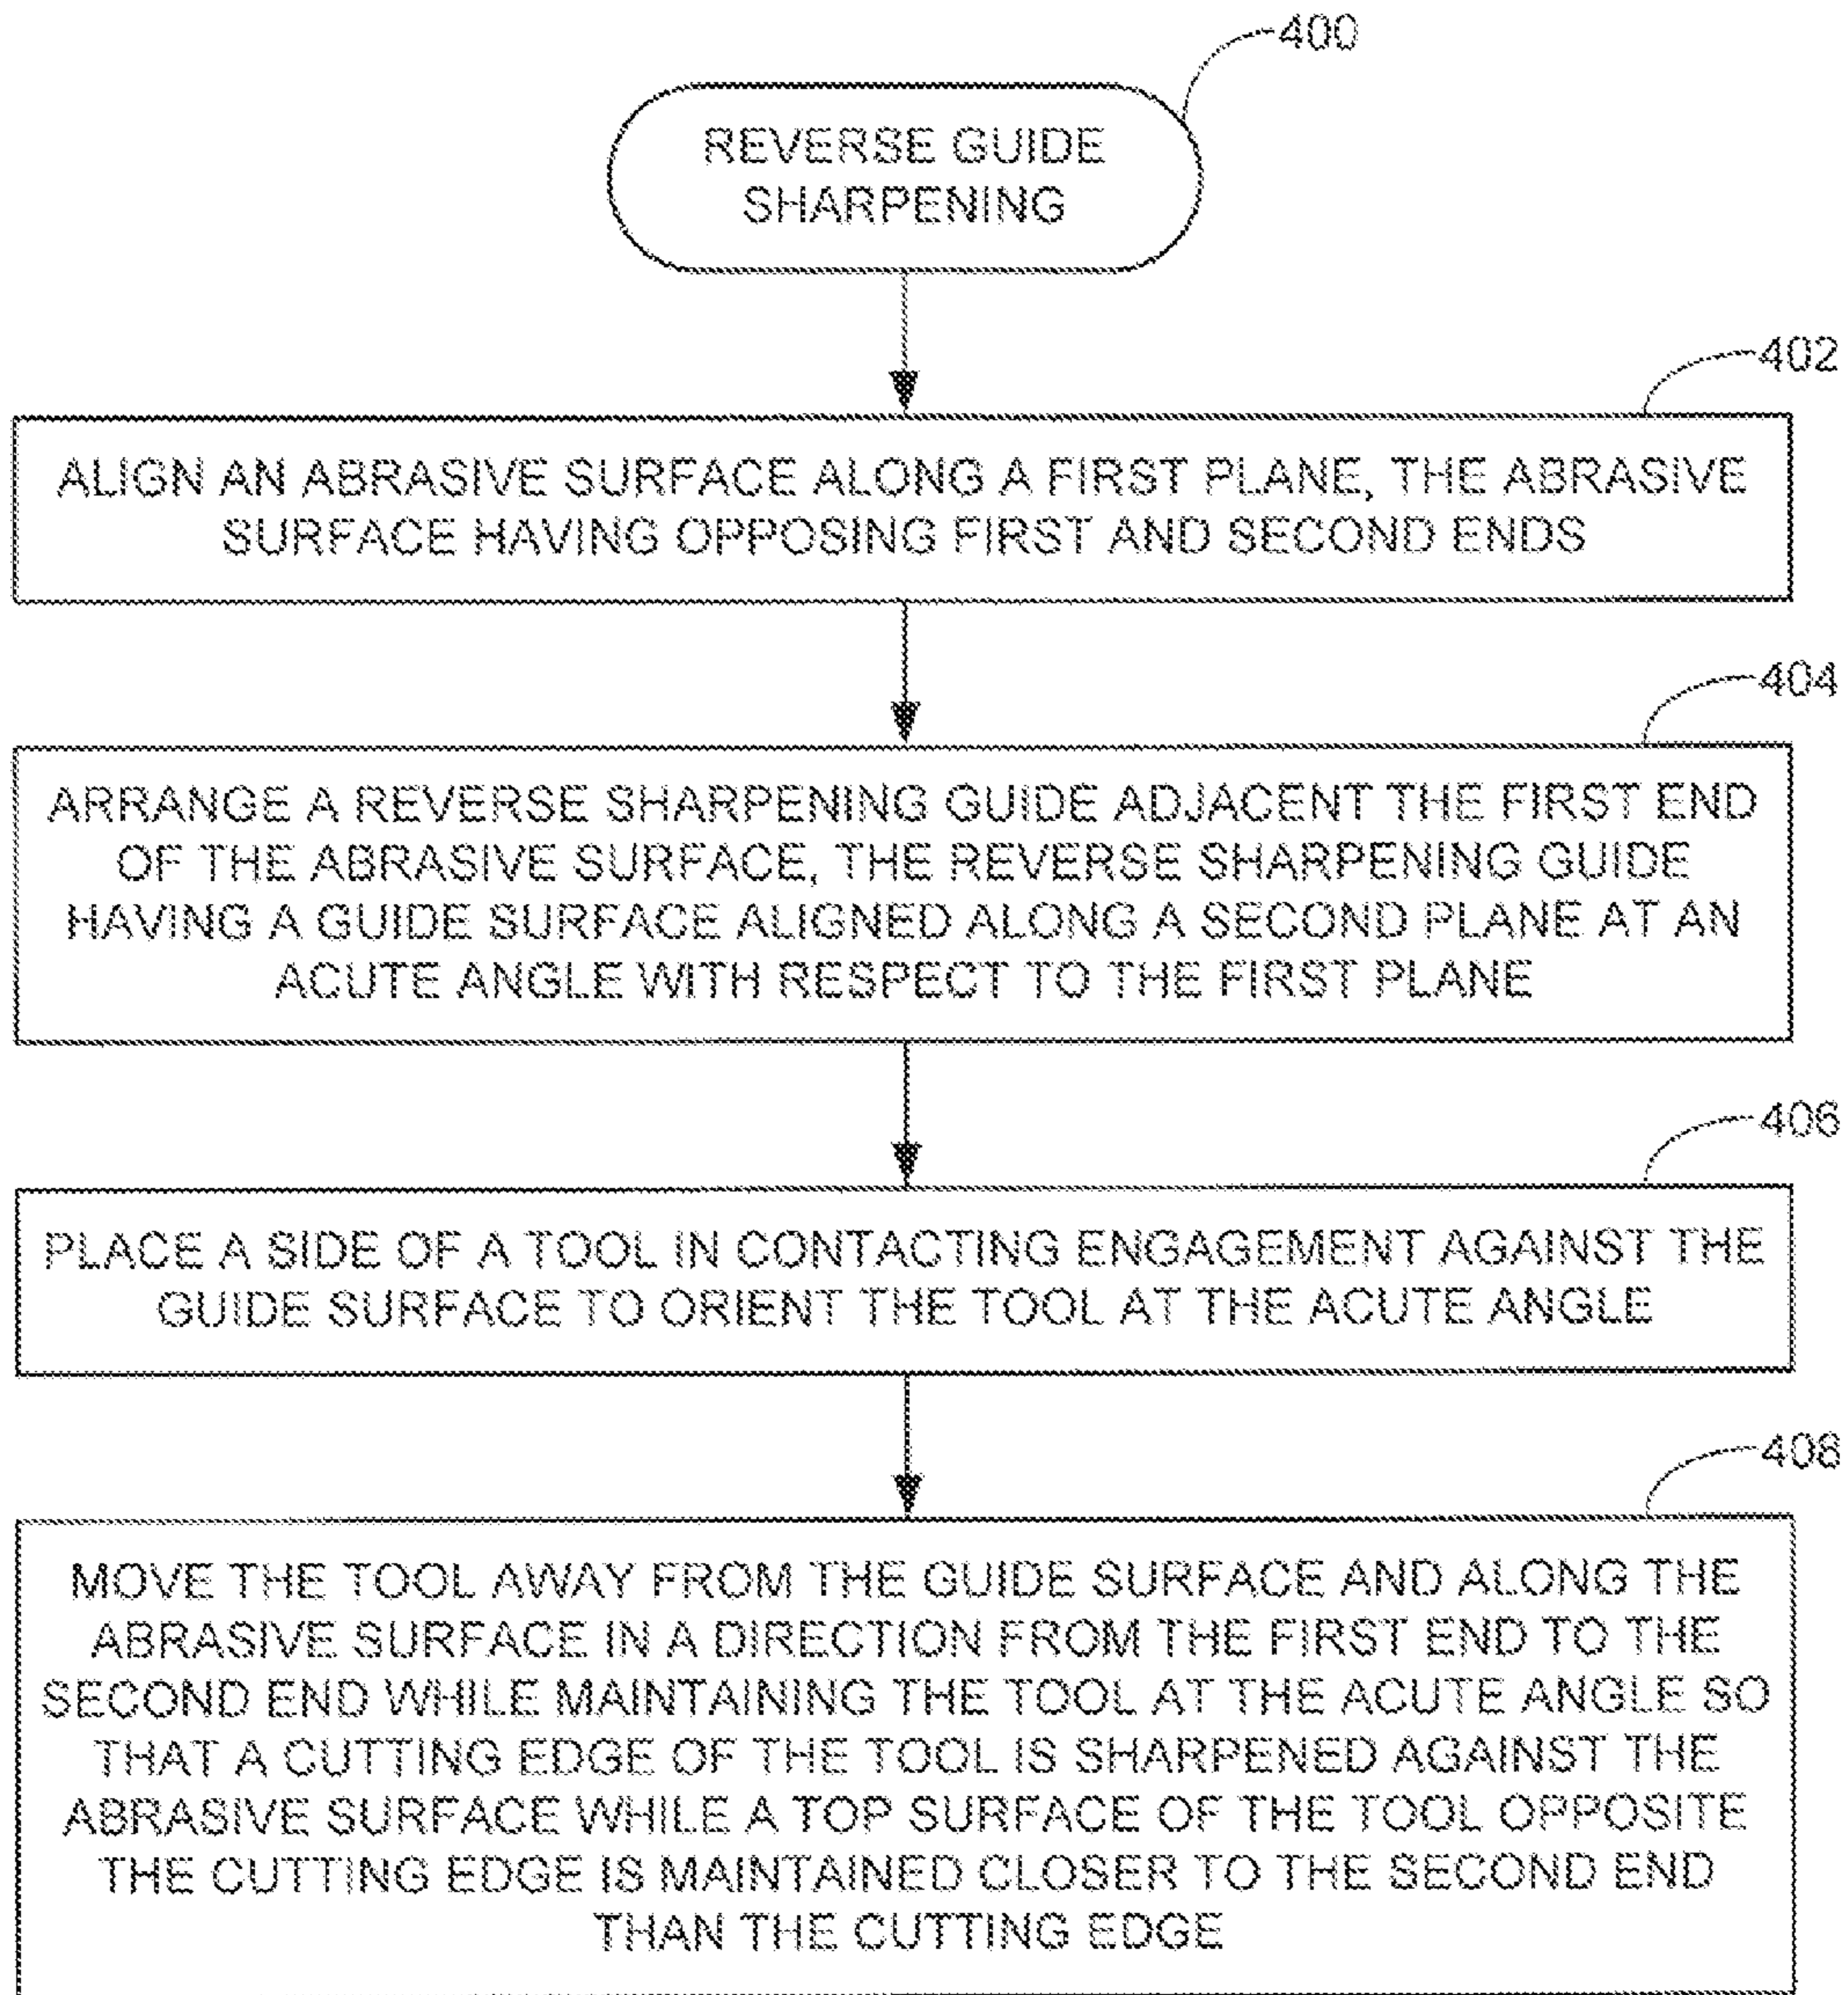 400
REVERSE GUIDE
SHARPENING
402
ALIGN AN ABRASIVE SURFACE ALONG A FIRST PLANE, THE ABRASIVE
SURFACE HAVING OPPOSING FIRST AND SECOND ENDS
404
ARRANGE A REVERSE SHARPENING GUIDE ADJACENT THE FIRST END
OF THE ABRASIVE SURFACE, THE REVERSE SHARPENING GUIDE
HAVING A GUIDE SURFACE ALIGNED ALONG A SECOND PLANE AT AN
ACUTE ANGLE WITH RESPECT TO THE FIRST PLANE
406
PLACE A SIDE OF A TOOL IN CONTACTING ENGAGEMENT AGAINST THE
GUIDE SURFACE TO ORIENT THE TOOL AT THE ACUTE ANGLE
408
MOVE THE TOOL AWAY FROM THE GUIDE SURFACE AND ALONG THE
ABRASIVE SURFACE IN A DIRECTION FROM THE FIRST END TO THE
SECOND END WHILE MAINTAINING THE TOOL AT THE ACUTE ANGLE SO
THAT A CUTTING EDGE OF THE TOOL IS SHARPENED AGAINST THE
ABRASIVE SURFACE WHILE A TOP SURFACE OF THE TOOL OPPOSITE
THE CUTTING EDGE IS MAINTAINED CLOSER TO THE SECOND END
THAN THE CUTTING EDGE